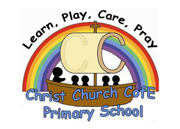 Learn, Play, Care, Pray
Christ Church CofE
Primary School